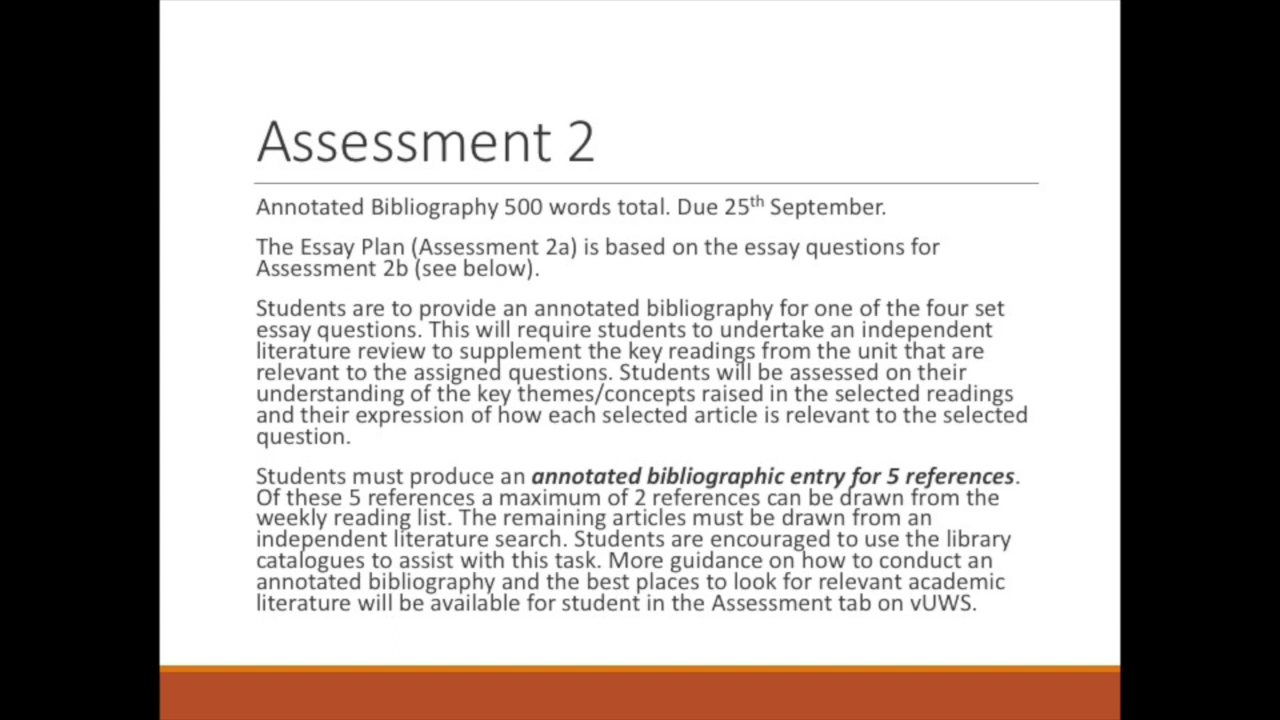 Assessment 2
Annotated Bibliography 500 words total. Due 25th September.
The Essay Plan (Assessment 2a) is based on the essay questions for
Assessment 2b (see below).
Students are to provide an annotated bibliography for one of the four set
essay questions. This will require students to undertake an independent
literature review to supplement the key readings from the unit that are
relevant to the assigned questions. Students will be assessed on their
understanding of the key themes/concepts raised in the selected readings
and their expression of how each selected article is relevant to the selected
question.
Students must produce an annotated bibliographic entry for 5 references.
Of these 5 references a maximum of 2 references can be drawn from the
weekly reading list. The remaining articles must be drawn from an
independent literature search. Students are encouraged to use the library
catalogues to assist with this task. More guidance on how to conduct an
annotated bibliography and the best places to look for relevant academic
literature will be available for student in the Assessment tab on vUWS.